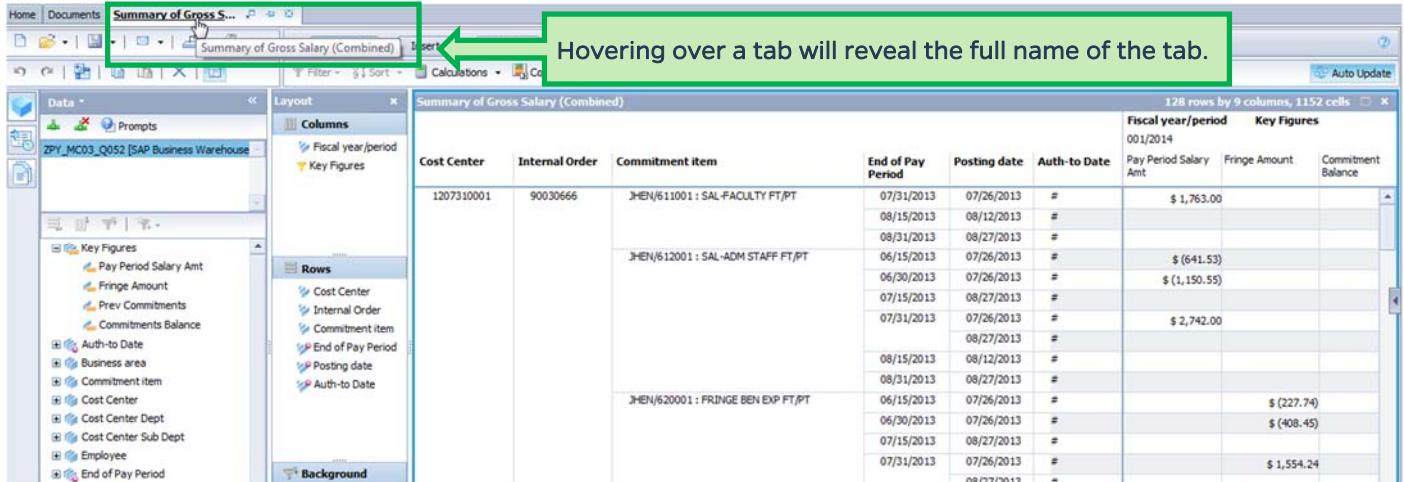 Home Documents Summary of Gross S...
Summary of Gross Salary (Combined)
Insert
Hovering over a tab will reveal the full name of the tab.
Filter Sort Calculations Co
Auto Update
Data
Prompts
ZPY_MC03_Q052 [SAP Business Warehouse
Key Figures
Pay Period Salary Amt
Fringe Amount
Prev Commitments
Commitments Balance
Auth-to Date
Business area
Commitment item
Cost Center
Cost Center Dept
Cost Center Sub Dept
Employee
End of Pay Period
Layout
Columns
Fiscal year/period
Key Figures
Rows
Cost Center
Internal Order
Commitment item
End of Pay Period
Posting date
Auth-to Date
Background
Summary of Gross Salary (Combined) 128 rows by 9 columns, 1152 cells
Fiscal year/period Key Figures
001/2014
Cost Center Internal Order Commitment item End of Pay Period Posting date Auth-to Date Pay Period Salary Amt Fringe Amount Commitment Balance
1207310001 90030666 JHEN/611001 : SAL-FACULTY FT/PT 07/31/2013 07/26/2013 # $ 1,763.00
08/15/2013 08/12/2013 #
08/31/2013 08/27/2013 #
JHEN/612001 : SAL-ADM STAFF FT/PT 06/15/2013 07/26/2013 # $ (641.53)
06/30/2013 07/26/2013 # $ (1,150.55)
07/15/2013 08/27/2013 #
07/31/2013 07/26/2013 # $ 2,742.00
08/27/2013 #
08/15/2013 08/12/2013 #
08/31/2013 08/27/2013 #
JHEN/620001 : FRINGE BEN EXP FT/PT 06/15/2013 07/26/2013 # $ (227.74)
06/30/2013 07/26/2013 # $ (408.45)
07/15/2013 08/27/2013 #
07/31/2013 07/26/2013 # $ 1,554.24
08/27/2013 #